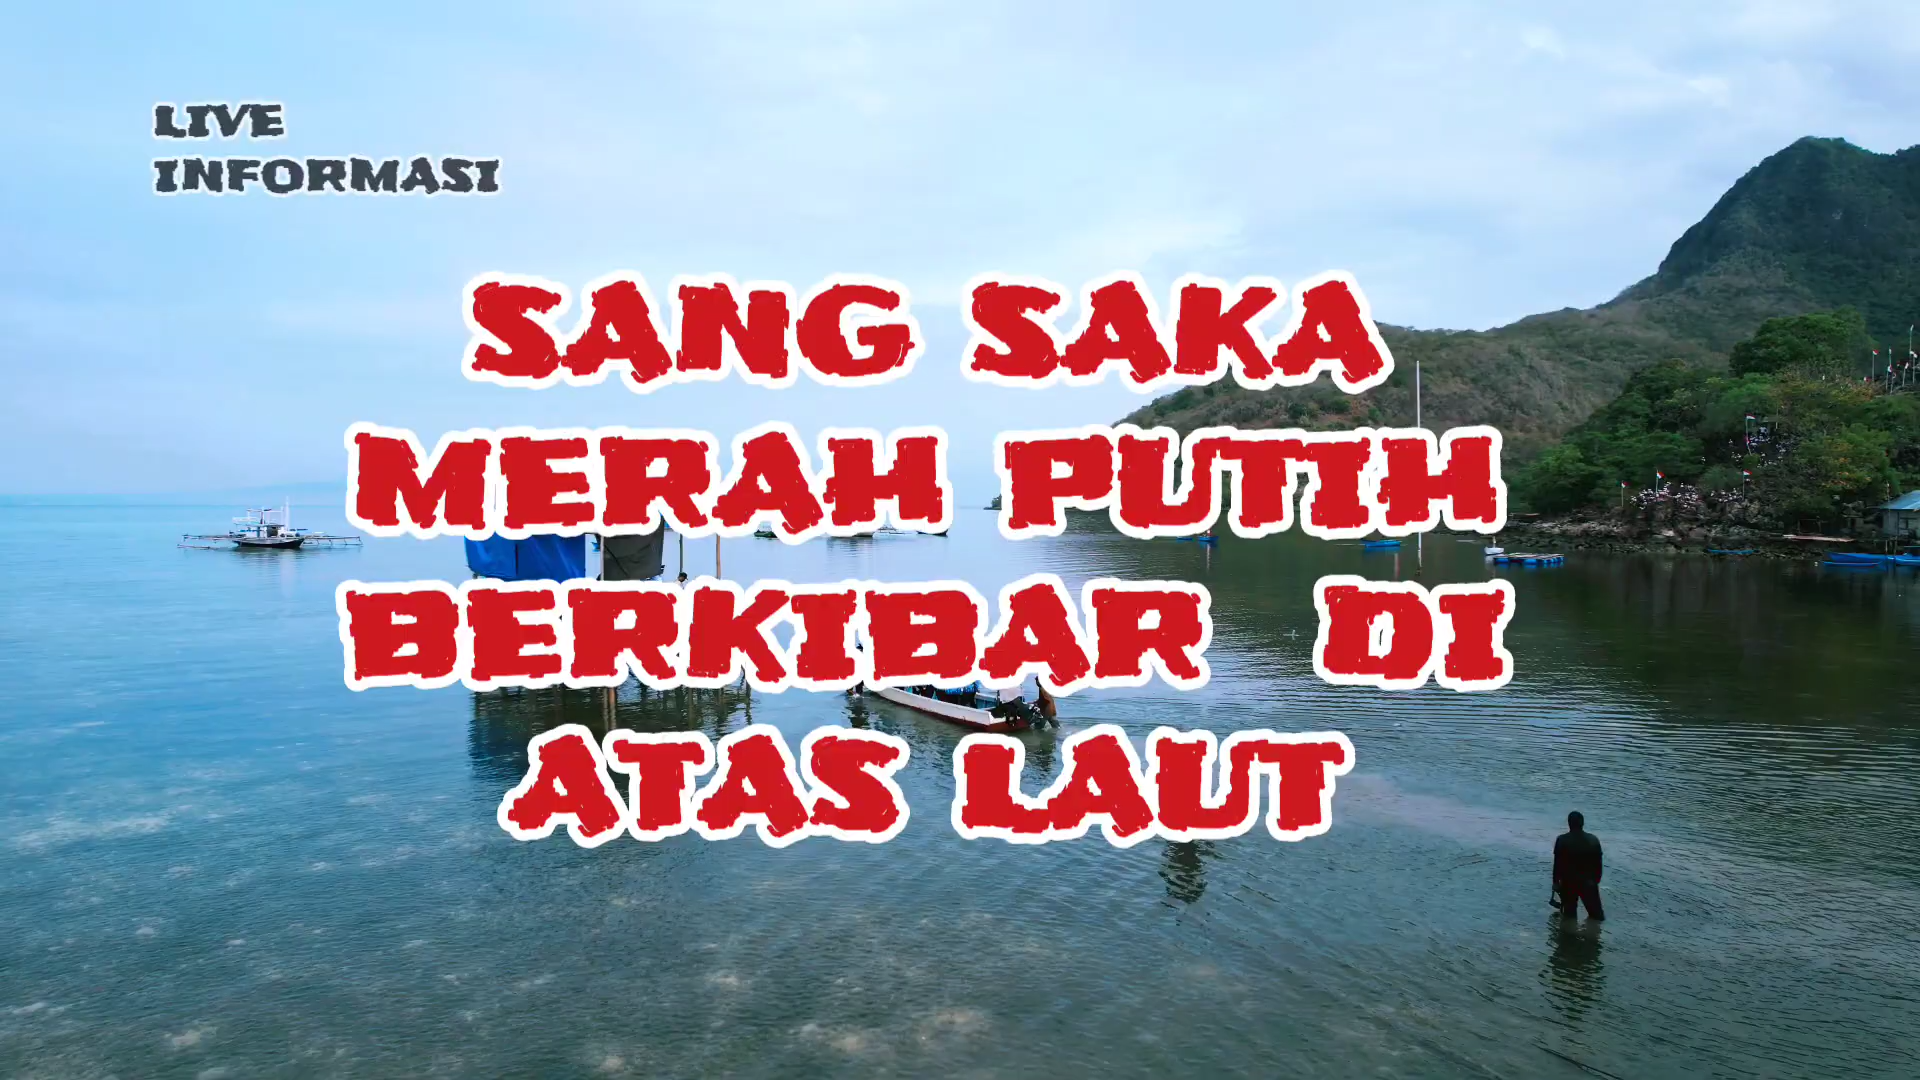 LIVE
INFORMASI
SANG SAKA
MERAH PUTIH
BERKIBAR DI
ATAS LAUT